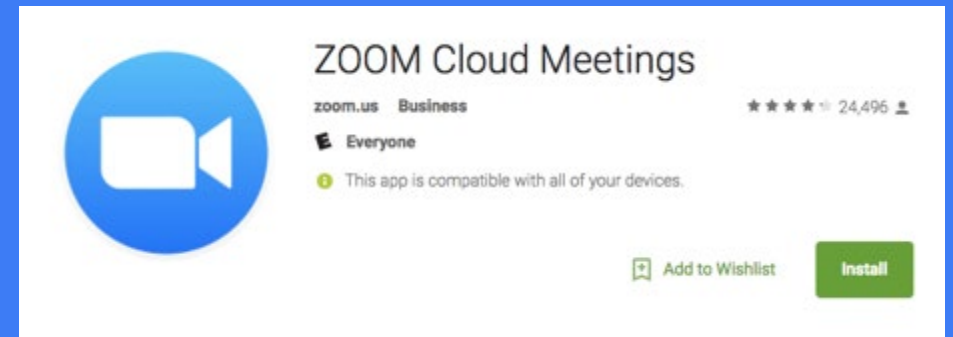 ZOOM Cloud Meetings
zoom.us Business 24,496
E Everyone
This app is compatible with all of your devices.
Add to Wishlist Install